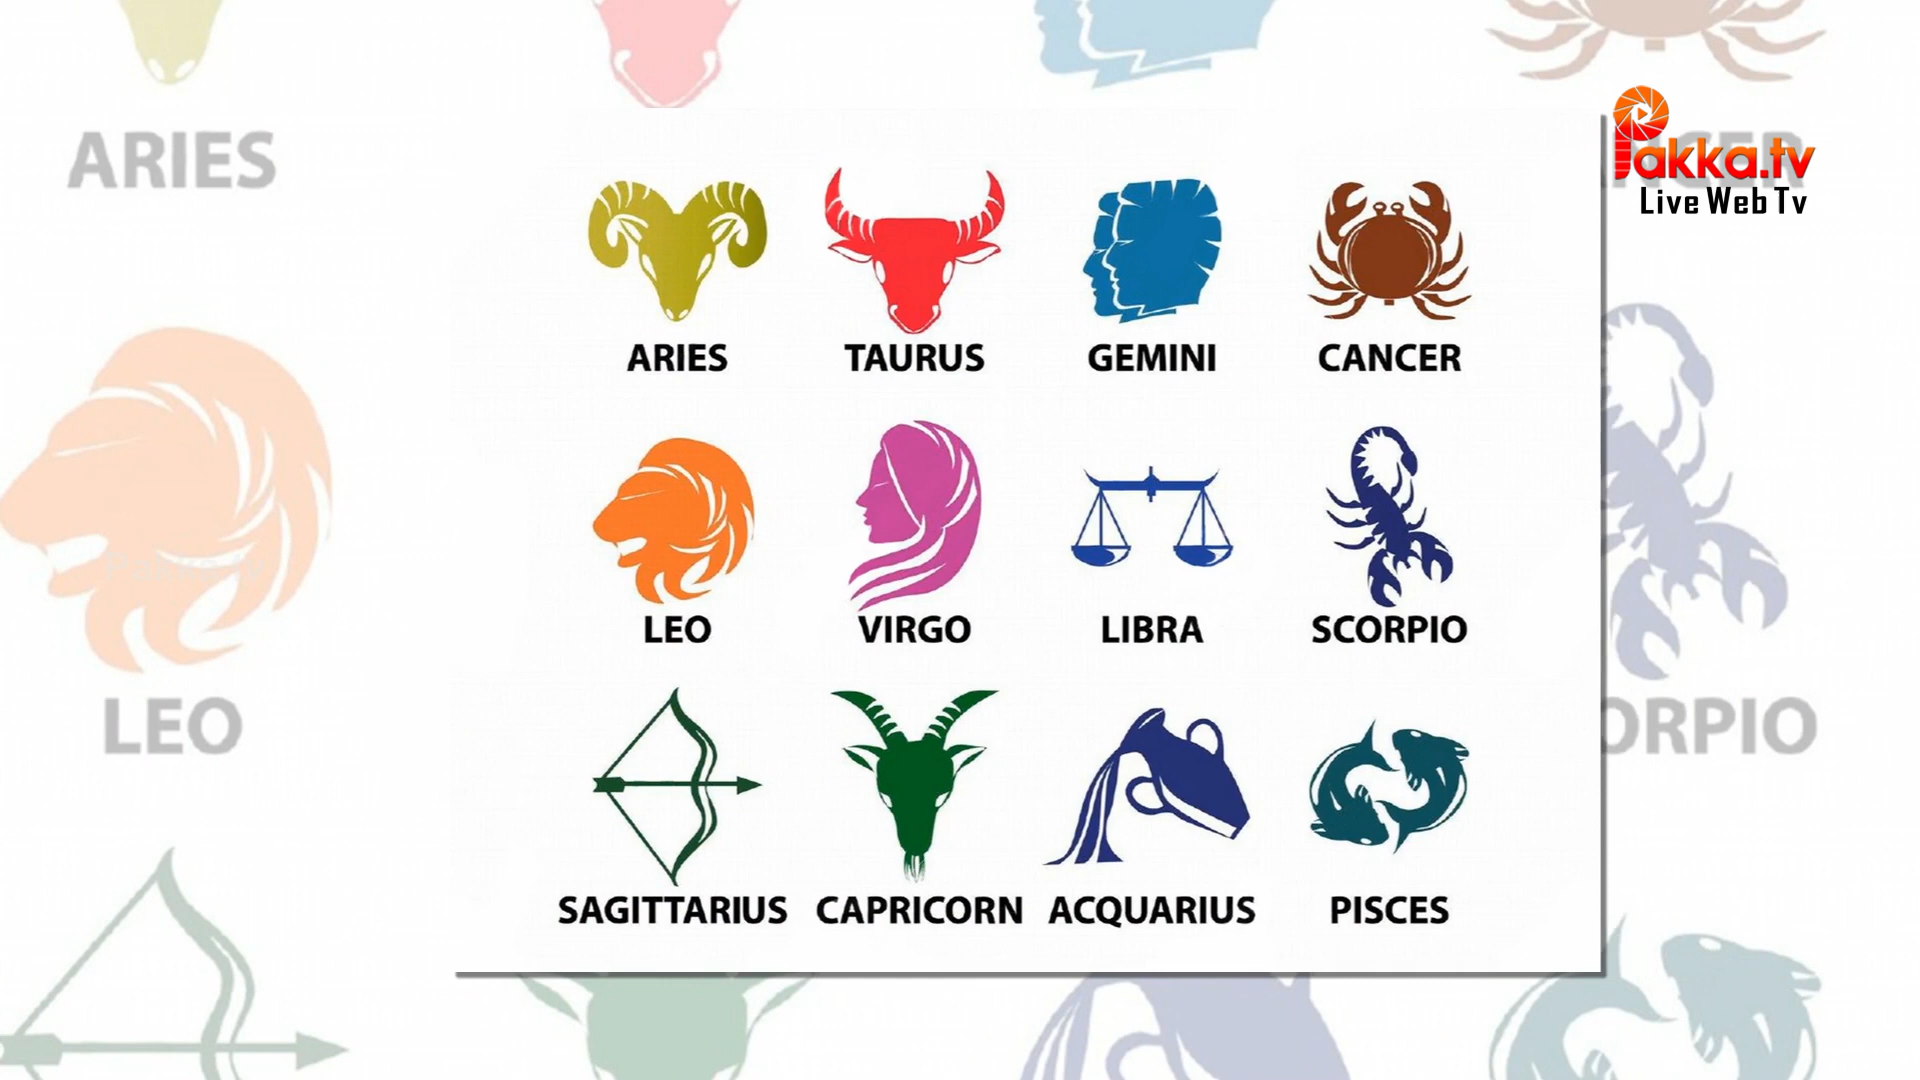 ARIES
Pakka.tv
Live Web Tv
ARIES TAURUS GEMINI CANCER
LEO VIRGO LIBRA SCORPIO
LEO
ORPIO
SAGITTARIUS CAPRICORN ACQUARIUS PISCES